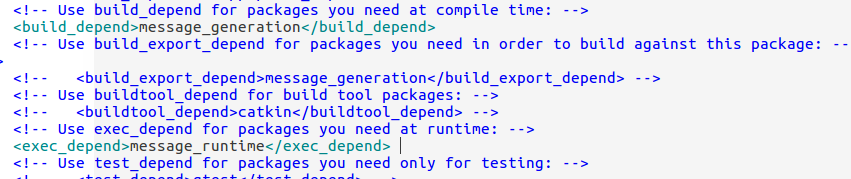 <!-- Use build_depend for packages you need at compile time: -->
<build_depend>message_generation</build_depend>
<!-- Use build_export_depend for packages you need in order to build against this package: --
>
<!--   <build_export_depend>message_generation</build_export_depend> -->
<!-- Use buildtool_depend for build tool packages: -->
<!--   <buildtool_depend>catkin</buildtool_depend> -->
<!-- Use exec_depend for packages you need at runtime: -->
<exec_depend>message_runtime</exec_depend>
<!-- Use test_depend for packages you need only for testing: -->
<!--   <test_depend>gtest</test_depend> -->